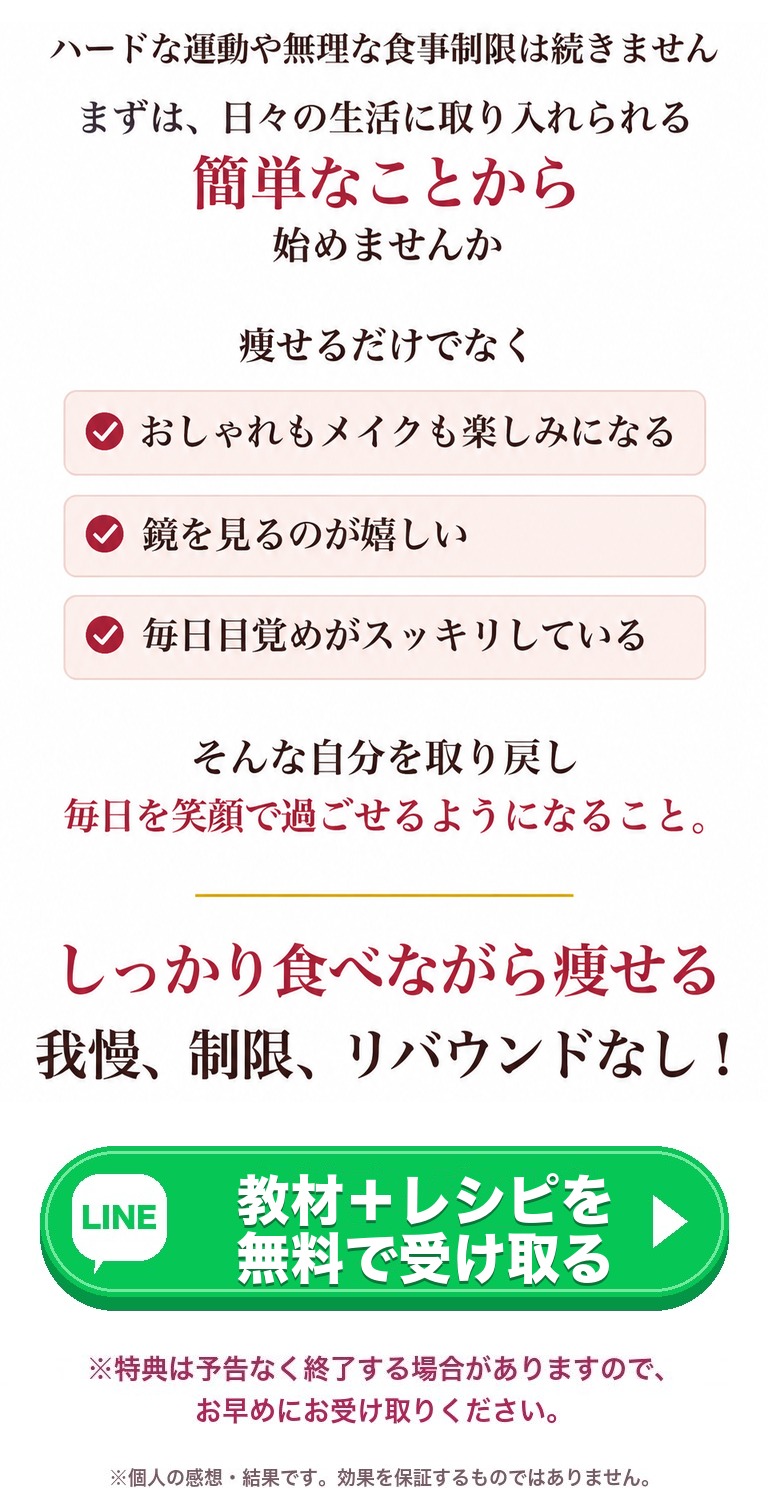 ハードな運動や無理な食事制限は続きません
まずは、日々の生活に取り入れられる
簡単なことから
始めませんか
痩せるだけでなく
おしゃれもメイクも楽しみになる
鏡を見るのが嬉しい
毎日目覚めがスッキリしている
そんな自分を取り戻し
毎日を笑顔で過ごせるようになること。
しっかり食べながら痩せる
我慢、制限、リバウンドなし！
LINE
教材＋レシピを
無料で受け取る
※特典は予告なく終了する場合がありますので、
お早めにお受け取りください。
※個人の感想・結果です。効果を保証するものではありません。